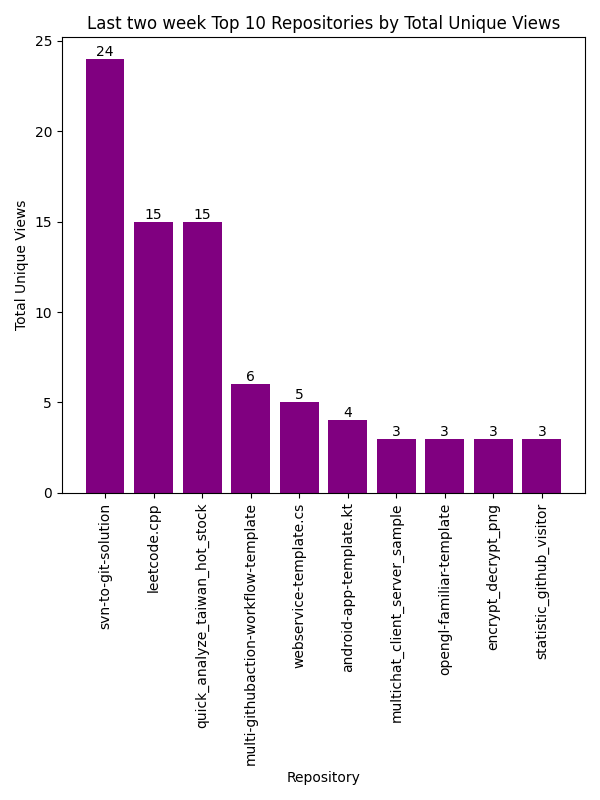 Last two week Top 10 Repositories by Total Unique Views
Total Unique Views
25
20
15
10
5
0
24
15
15
6
5
4
3
3
3
3
svn-to-git-solution
leetcode.cpp
quick_analyze_taiwan_hot_stock
multi-githubaction-workflow-template
webservice-template.cs
android-app-template.kt
multichat_client_server_sample
opengl-familiar-template
encrypt_decrypt_png
statistic_github_visitor
Repository